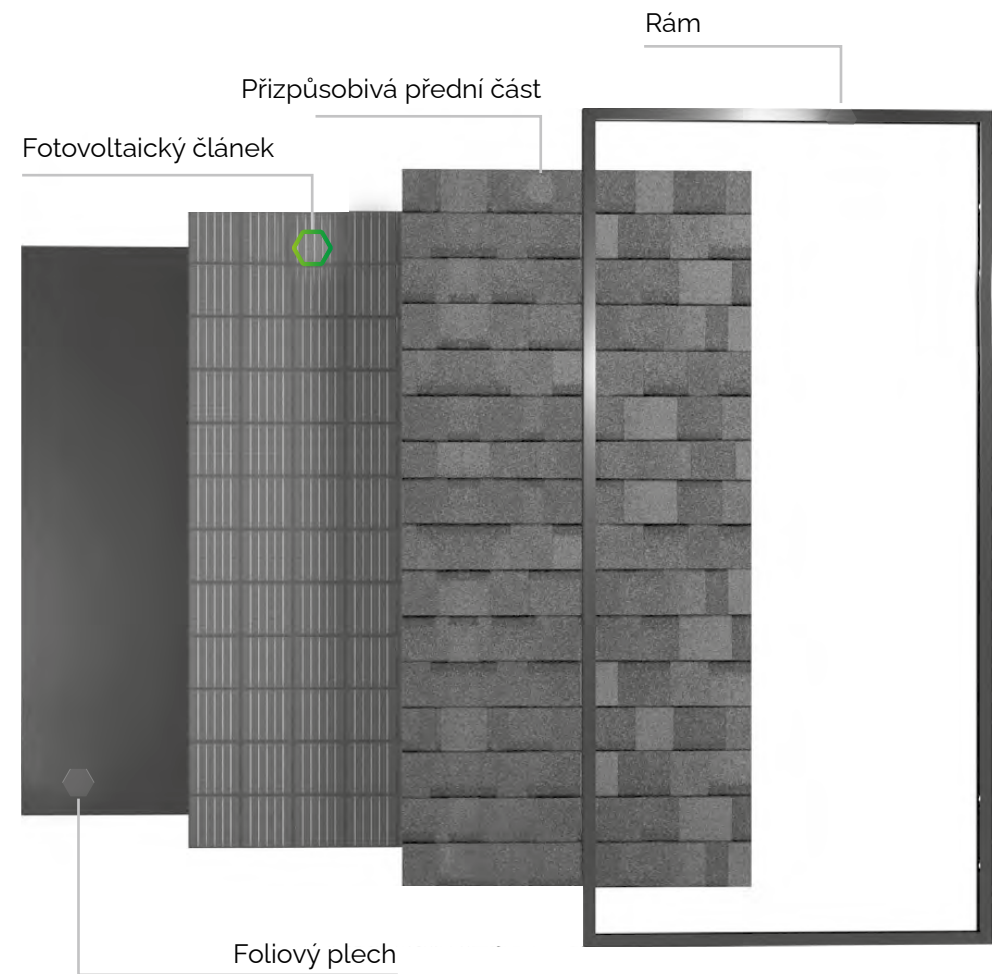 Rám
Přizpůsobivá přední část
Fotovoltaický článek
Foliový plech